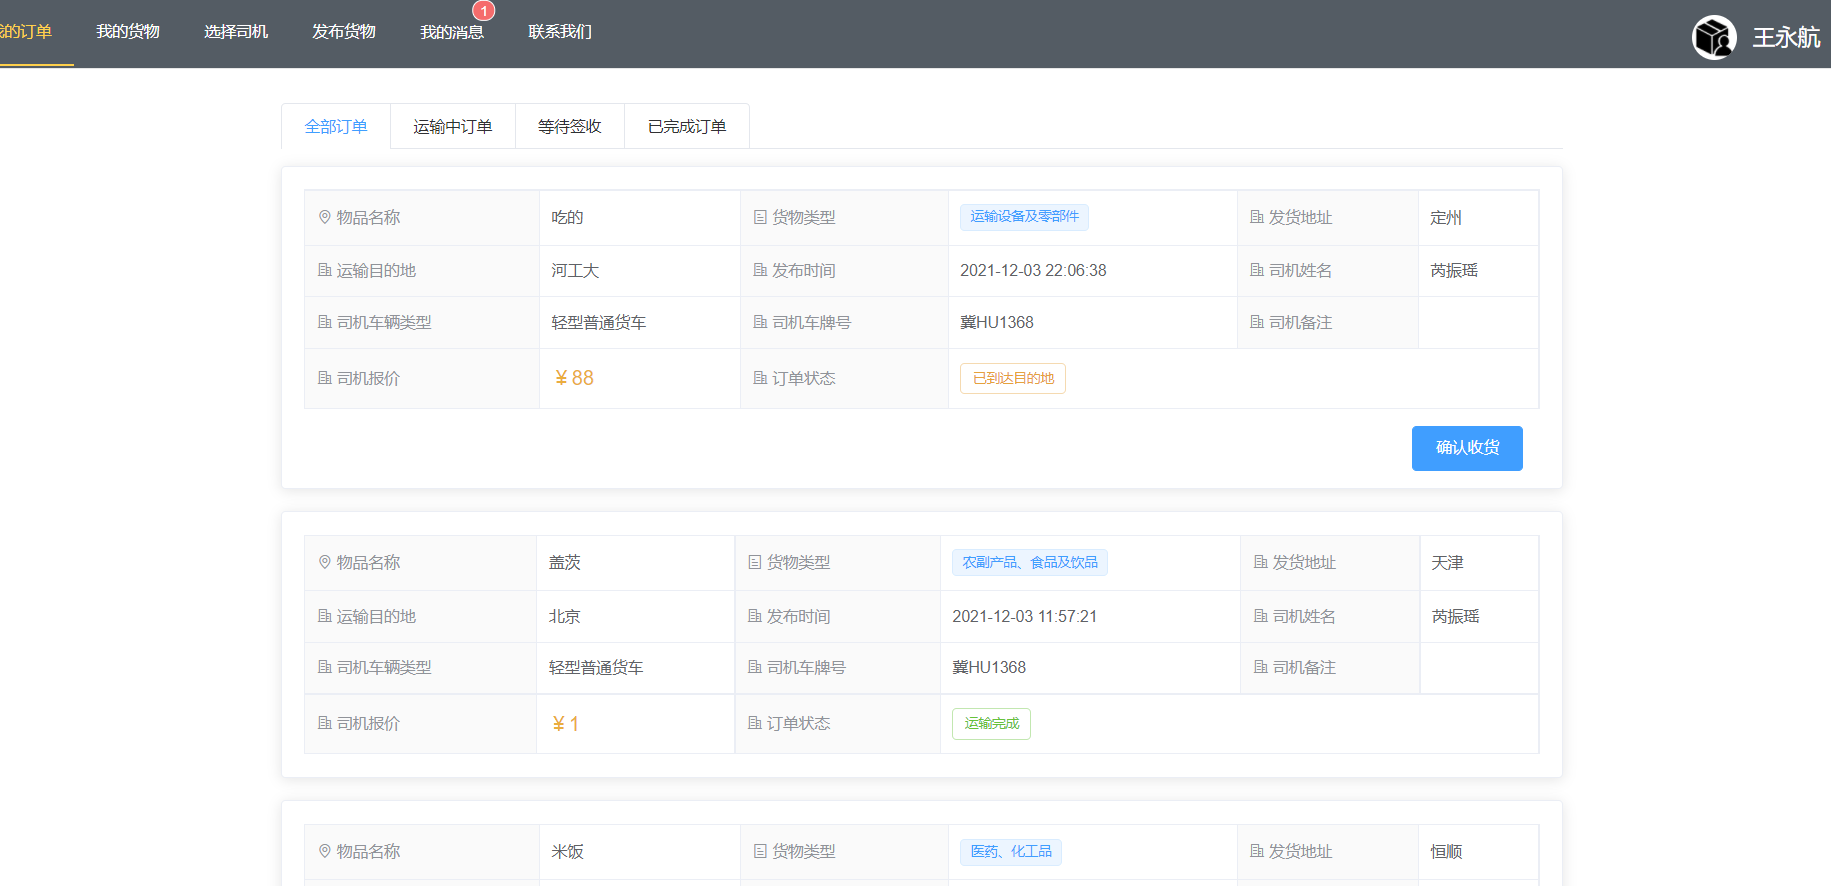 我的订单 我的货物 选择司机 发布货物 我的消息 1 联系我们 王永航
全部订单 运输中订单 等待签收 已完成订单
物品名称 吃的 货物类型 运输设备及零部件 发货地址 定州
运输目的地 河工大 发布时间 2021-12-03 22:06:38 司机姓名 芮振瑶
司机车辆类型 轻型普通货车 司机车牌号 冀HU1368 司机备注
司机报价 ¥ 88 订单状态 已到达目的地
确认收货
物品名称 盖茨 货物类型 农副产品、食品及饮品 发货地址 天津
运输目的地 北京 发布时间 2021-12-03 11:57:21 司机姓名 芮振瑶
司机车辆类型 轻型普通货车 司机车牌号 冀HU1368 司机备注
司机报价 ¥ 1 订单状态 运输完成
物品名称 米饭 货物类型 医药、化工品 发货地址 恒顺